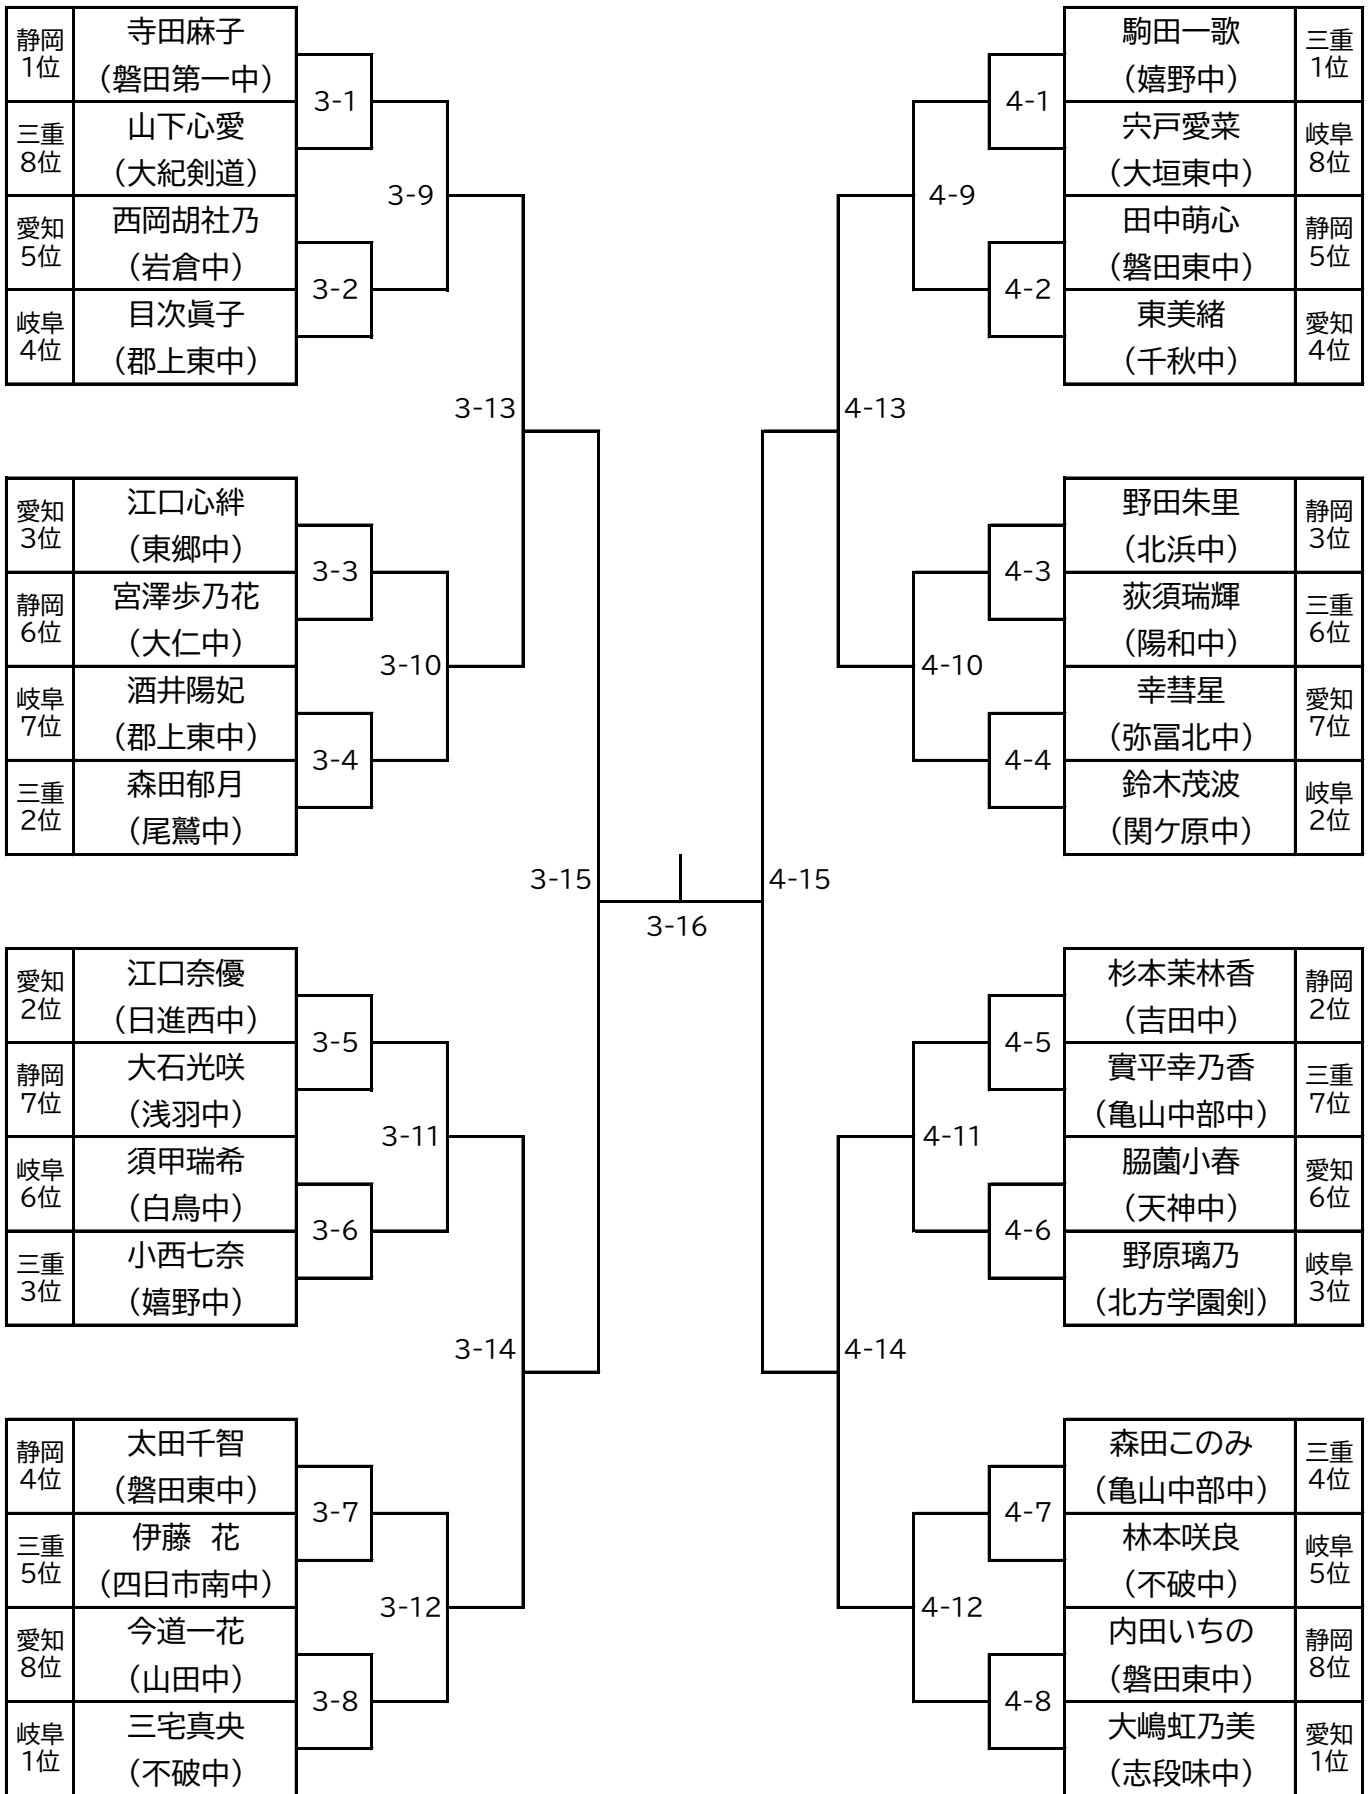 静岡
1位
寺田麻子
（磐田第一中）
三重
8位
山下心愛
（大紀剣道）
愛知
5位
西岡胡社乃
（岩倉中）
岐阜
4位
目次眞子
（郡上東中）
3-1
3-2
3-9
愛知
3位
江口心絆
（東郷中）
静岡
6位
宮澤歩乃花
（大仁中）
岐阜
7位
酒井陽妃
（郡上東中）
三重
2位
森田郁月
（尾鷲中）
3-3
3-4
3-10
3-13
愛知
2位
江口奈優
（日進西中）
静岡
7位
大石光咲
（浅羽中）
岐阜
6位
須甲瑞希
（白鳥中）
三重
3位
小西七奈
（嬉野中）
3-5
3-6
3-11
静岡
4位
太田千智
（磐田東中）
三重
5位
伊藤 花
（四日市南中）
愛知
8位
今道一花
（山田中）
岐阜
1位
三宅真央
（不破中）
3-7
3-8
3-12
3-14
3-15
3-16
4-15
駒田一歌
（嬉野中）
三重
1位
宍戸愛菜
（大垣東中）
岐阜
8位
田中萌心
（磐田東中）
静岡
5位
東美緒
（千秋中）
愛知
4位
4-1
4-2
4-9
野田朱里
（北浜中）
静岡
3位
荻須瑞輝
（陽和中）
三重
6位
幸彗星
（弥冨北中）
愛知
7位
鈴木茂波
（関ケ原中）
岐阜
2位
4-3
4-4
4-10
4-13
杉本茉林香
（吉田中）
静岡
2位
實平幸乃香
（亀山中部中）
三重
7位
脇薗小春
（天神中）
愛知
6位
野原璃乃
（北方学園剣）
岐阜
3位
4-5
4-6
4-11
森田このみ
（亀山中部中）
三重
4位
林本咲良
（不破中）
岐阜
5位
内田いちの
（磐田東中）
静岡
8位
大嶋虹乃美
（志段味中）
愛知
1位
4-7
4-8
4-12
4-14